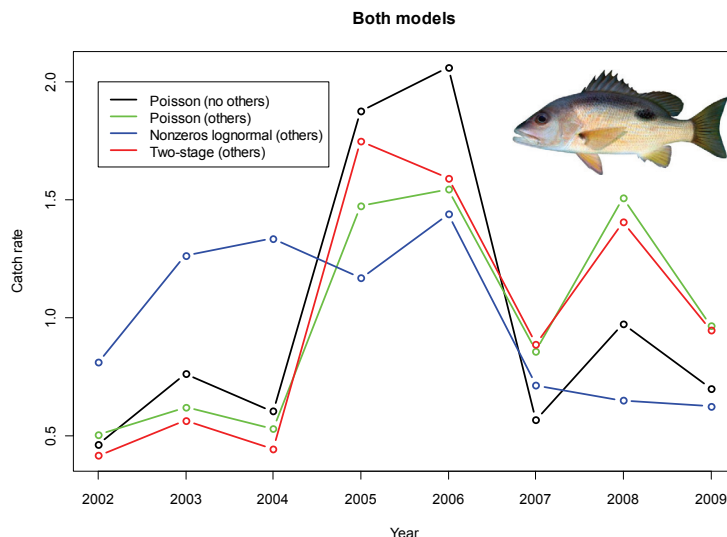 Both models
Poisson (no others)
Poisson (others)
Nonzeros lognormal (others)
Two-stage (others)
Catch rate
2.0
1.5
1.0
0.5
2002 2003 2004 2005 2006 2007 2008 2009
Year